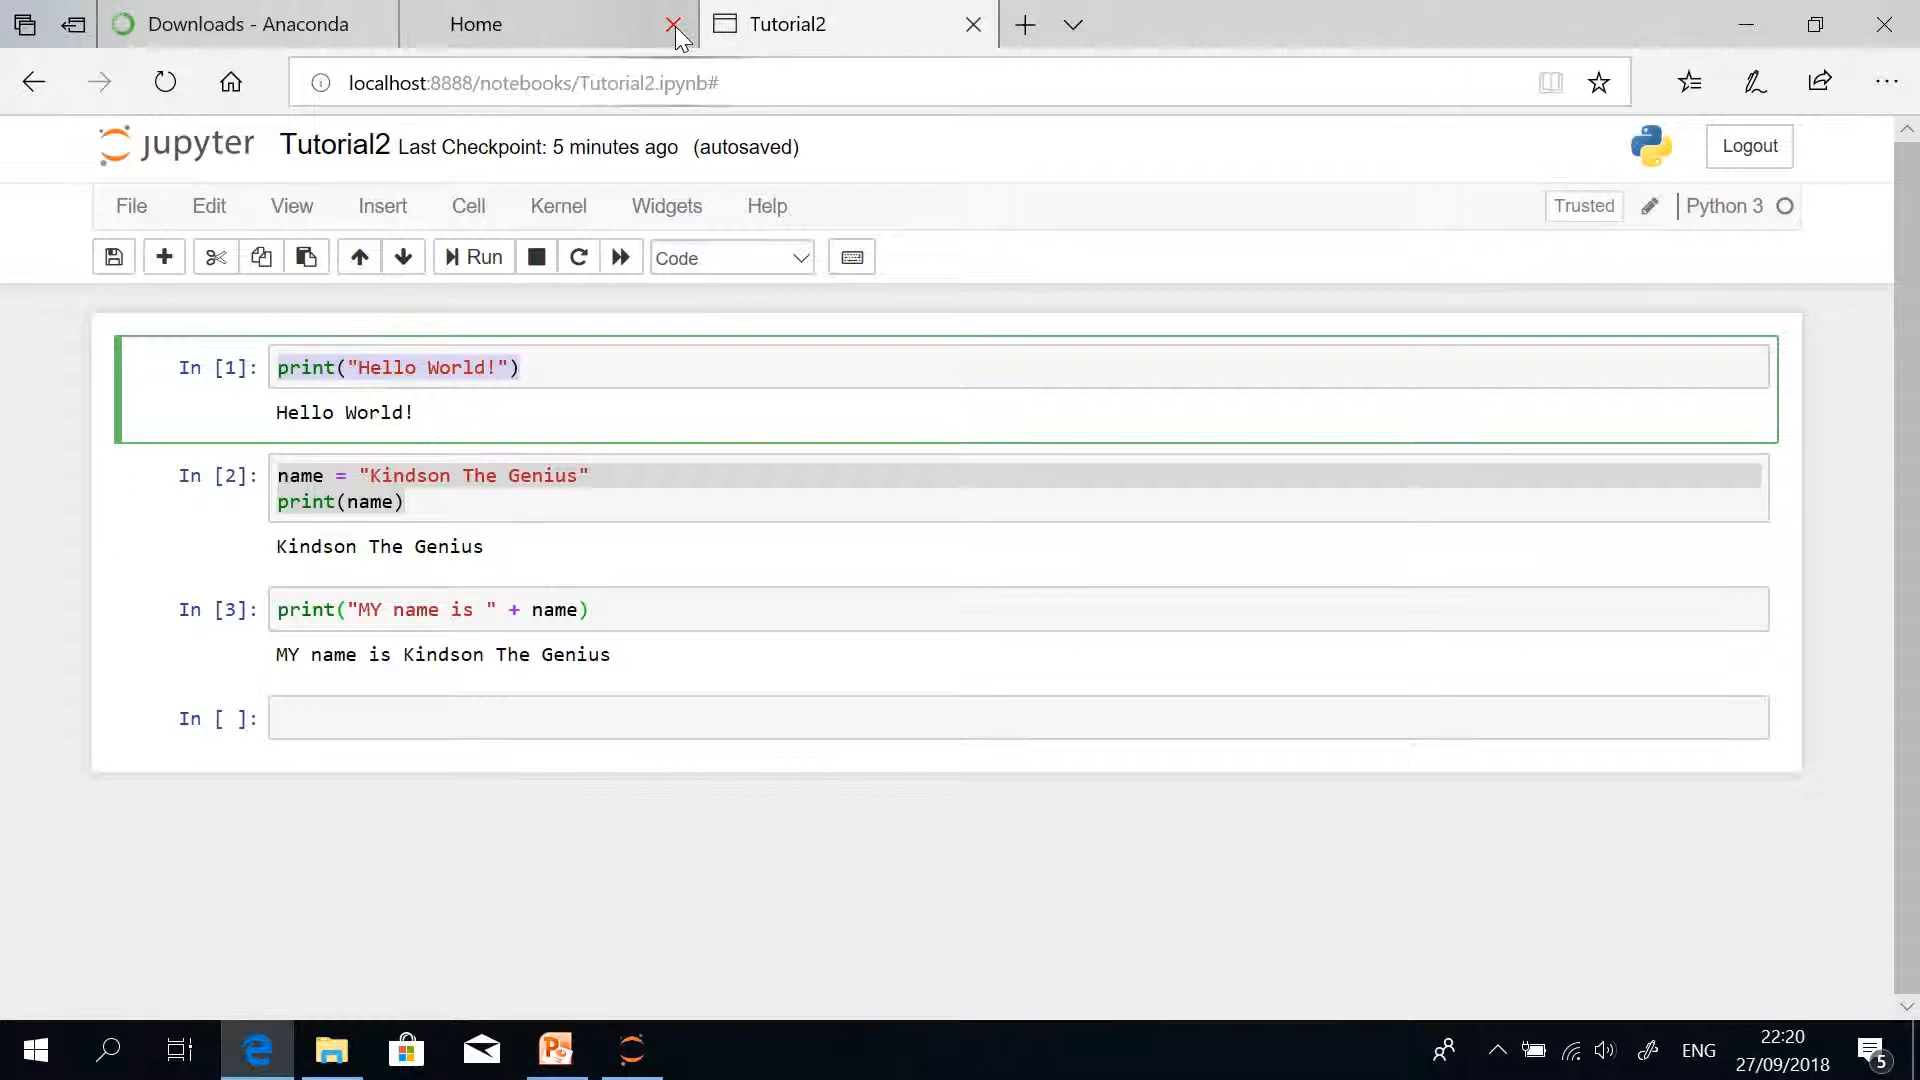 Downloads - Anaconda
Home
Tutorial2
localhost:8888/notebooks/Tutorial2.ipynb#
jupyter Tutorial2 Last Checkpoint: 5 minutes ago (autosaved)
Logout
File Edit View Insert Cell Kernel Widgets Help
Trusted
Python 3
Run
Code
In [1]: print("Hello World!")
Hello World!
In [2]: name = "Kindson The Genius"
print(name)
Kindson The Genius
In [3]: print("MY name is " + name)
MY name is Kindson The Genius
In [ ]:
ENG
22:20
27/09/2018
5